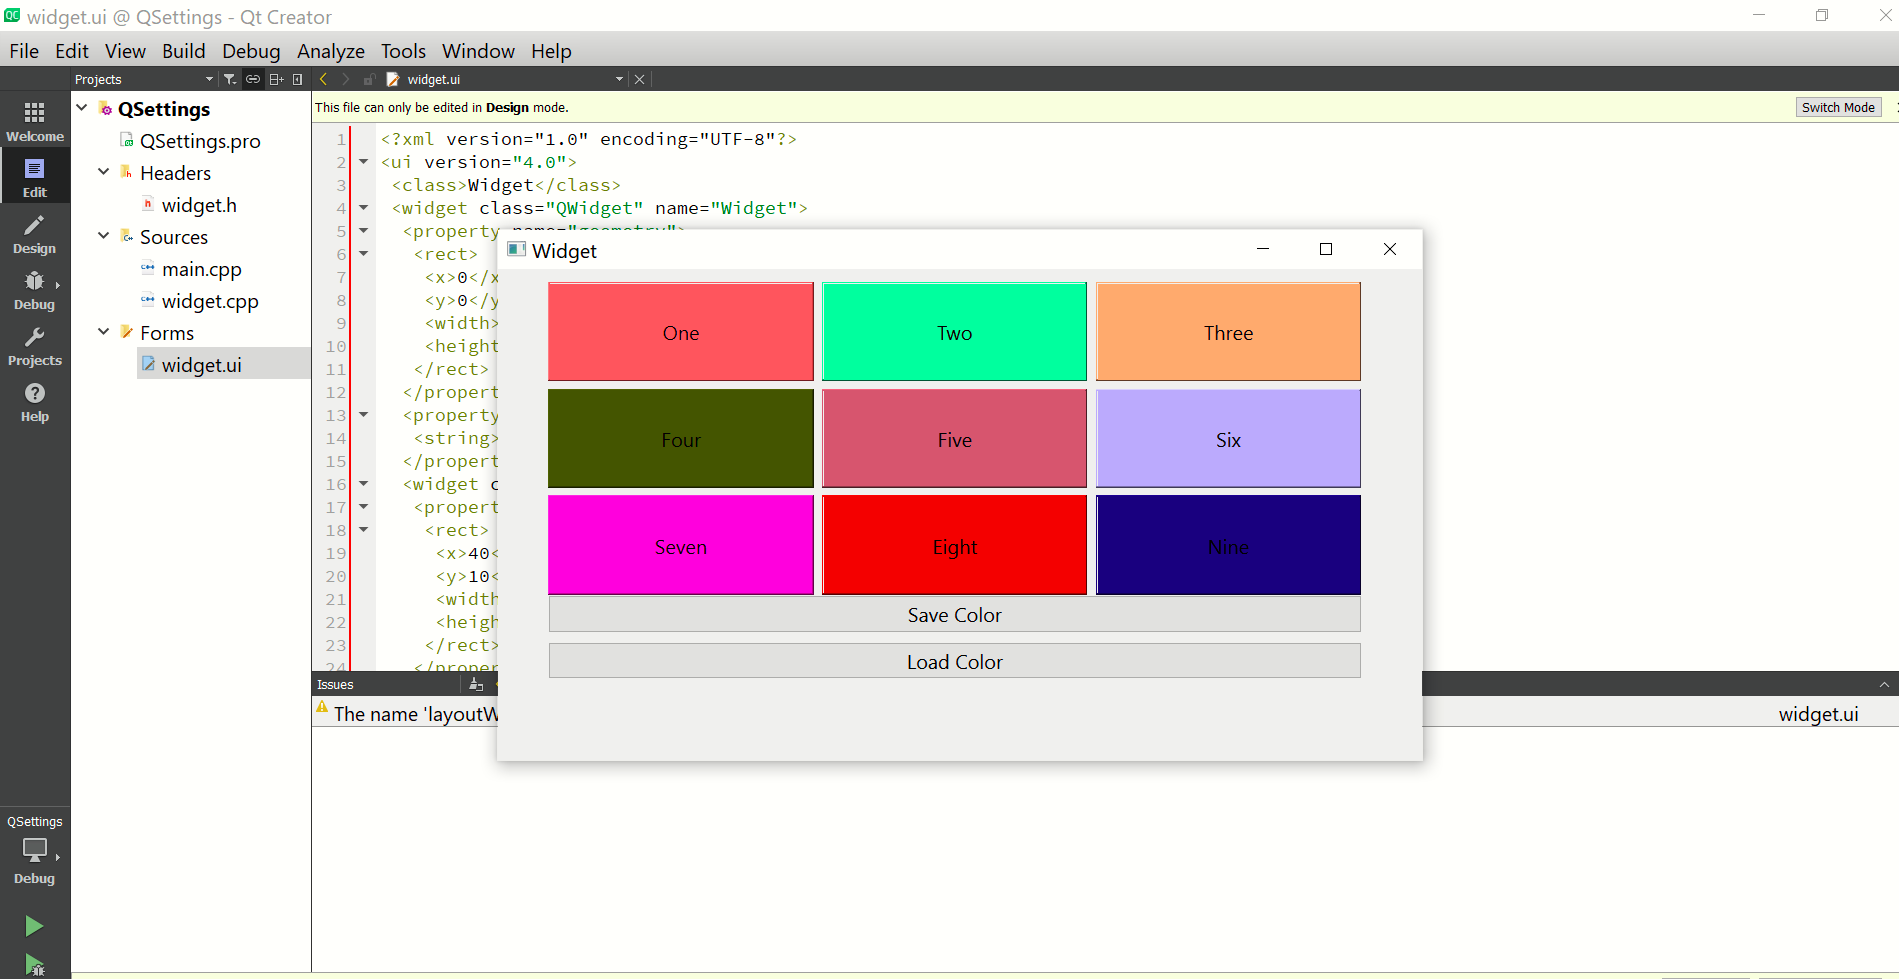 widget.ui @ QSettings - Qt Creator
File Edit View Build Debug Analyze Tools Window Help
Projects
widget.ui
This file can only be edited in Design mode.
Switch Mode
Welcome
Edit
Design
Debug
Projects
Help
QSettings
Debug
QSettings
QSettings.pro
Headers
widget.h
Sources
main.cpp
widget.cpp
Forms
widget.ui
1 <?xml version="1.0" encoding="UTF-8"?>
2 <ui version="4.0">
3 <class>Widget</class>
4 <widget class="QWidget" name="Widget">
5 <property name="geometry">
6 <rect>
7 <x>0</x
8 <y>0</y
9 <width>
10 <height
11 </rect>
12 </propert
13 <property
14 <string>
15 </propert
16 <widget c
17 <propert
18 <rect>
19 <x>40<
20 <y>10<
21 <width
22 <heigh
23 </rect>
24 </proper
Widget
One Two Three
Four Five Six
Seven Eight Nine
Save Color
Load Color
Issues
The name 'layoutW
widget.ui